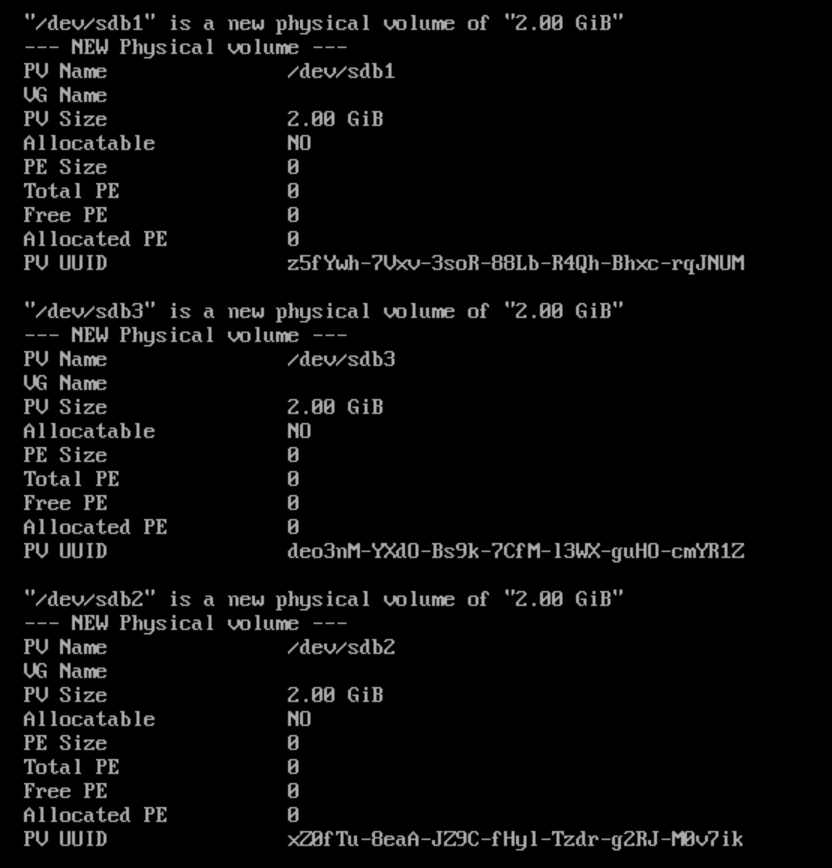 "/dev/sdb1" is a new physical volume of "2.00 GiB"
--- NEW Physical volume ---
PV Name               /dev/sdb1
VG Name
PV Size               2.00 GiB
Allocatable           NO
PE Size               0
Total PE              0
Free PE               0
Allocated PE          0
PV UUID               z5fYwh-7Vxv-3soR-88Lb-R4Qh-Bhxc-rqJNUM

"/dev/sdb3" is a new physical volume of "2.00 GiB"
--- NEW Physical volume ---
PV Name               /dev/sdb3
VG Name
PV Size               2.00 GiB
Allocatable           NO
PE Size               0
Total PE              0
Free PE               0
Allocated PE          0
PV UUID               deo3nM-YXdO-Bs9k-7CfM-l3WX-guHO-cmYR1Z

"/dev/sdb2" is a new physical volume of "2.00 GiB"
--- NEW Physical volume ---
PV Name               /dev/sdb2
VG Name
PV Size               2.00 GiB
Allocatable           NO
PE Size               0
Total PE              0
Free PE               0
Allocated PE          0
PV UUID               xZ0fTu-8eaA-JZ9C-fHyl-Tzdr-g2RJ-M0v7ik